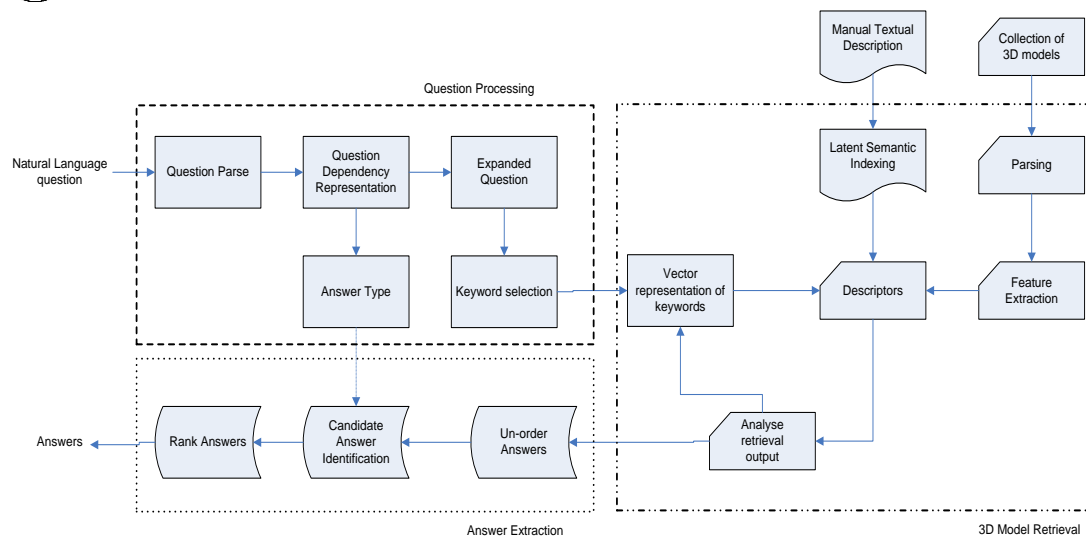 Manual Textual
Description
Collection of
3D models
Question Processing
Natural Language
question
Question Parse
Question
Dependency
Representation
Expanded
Question
Latent Semantic
Indexing
Parsing
Answer Type
Keyword selection
Vector
representation of
keywords
Descriptors
Feature
Extraction
Answers
Rank Answers
Candidate
Answer
Identification
Un-order
Answers
Analyse
retrieval
output
Answer Extraction
3D Model Retrieval